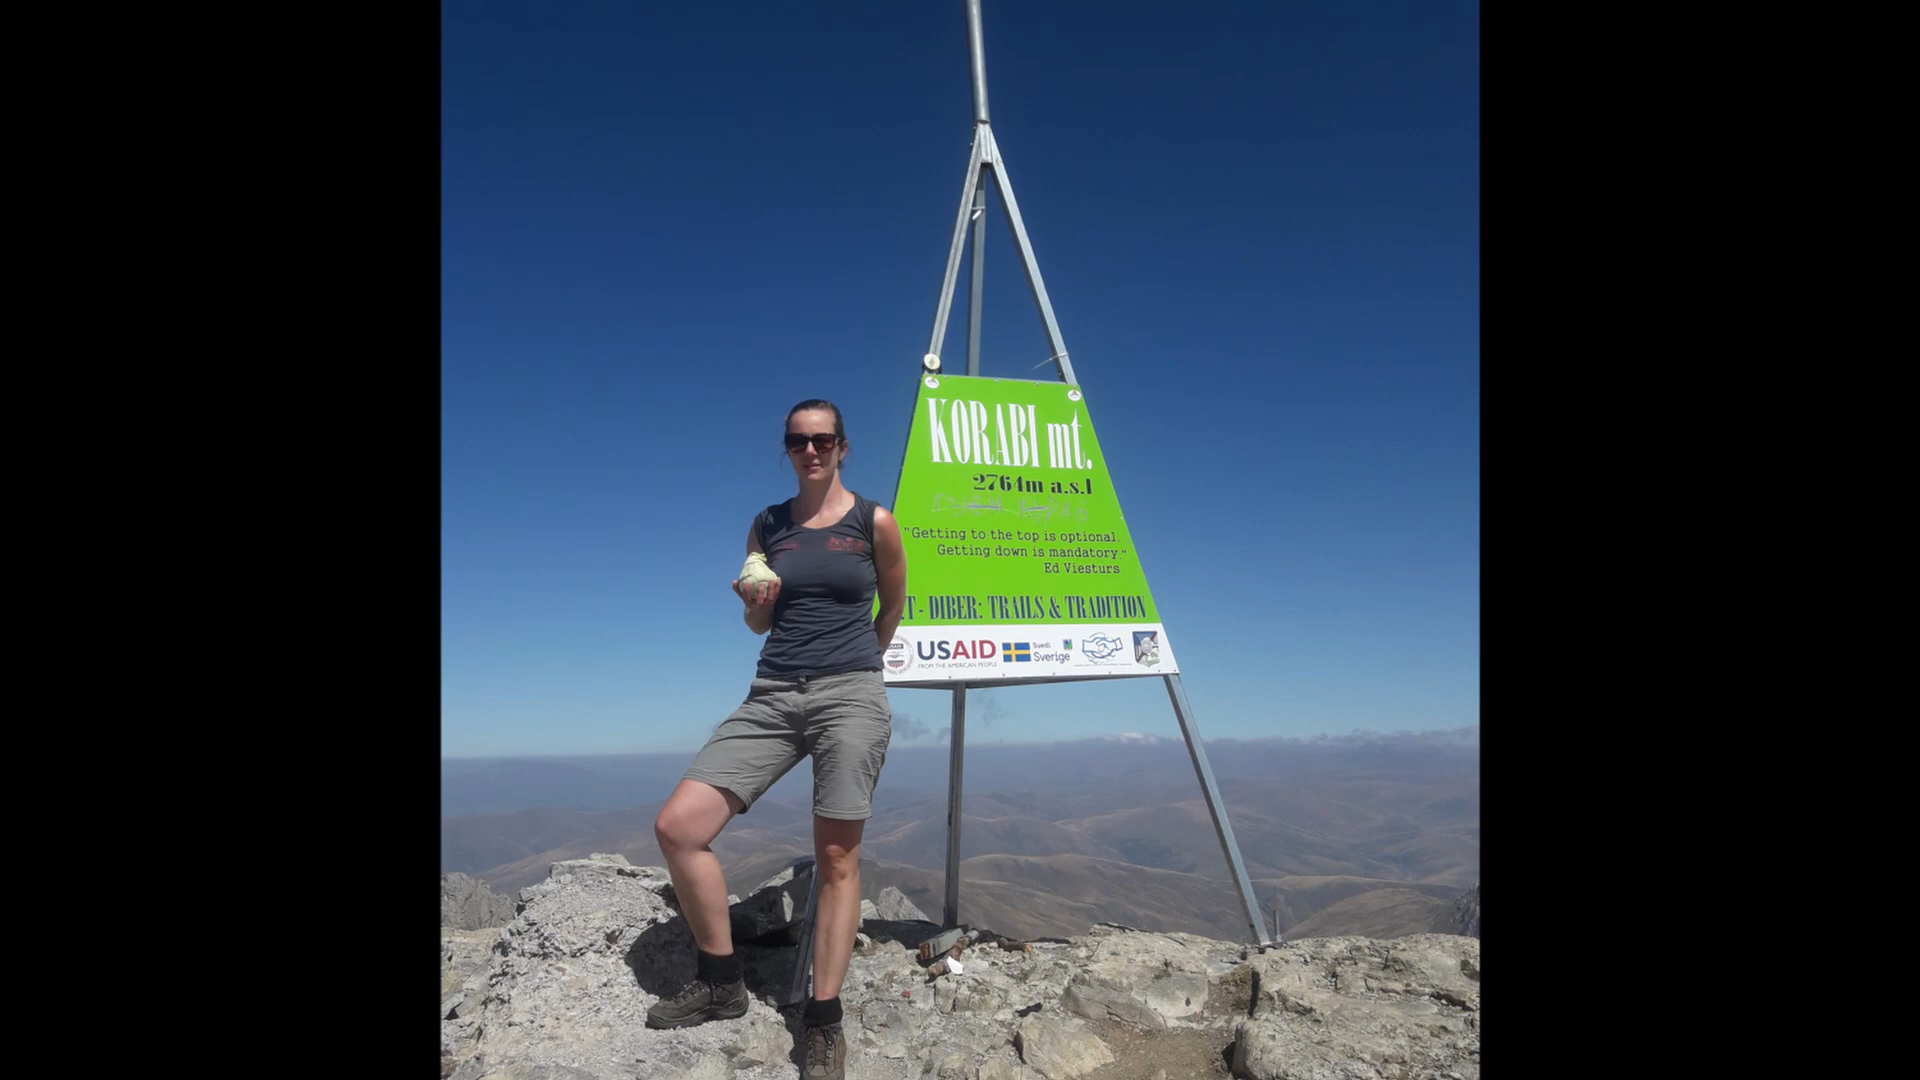 KORABI mt.
2764m a.s.l
"Getting to the top is optional.
Getting down is mandatory."
Ed Viesturs
T - DIBER: TRAILS & TRADITION
USAID
FROM THE AMERICAN PEOPLE
Suedi
Sverige